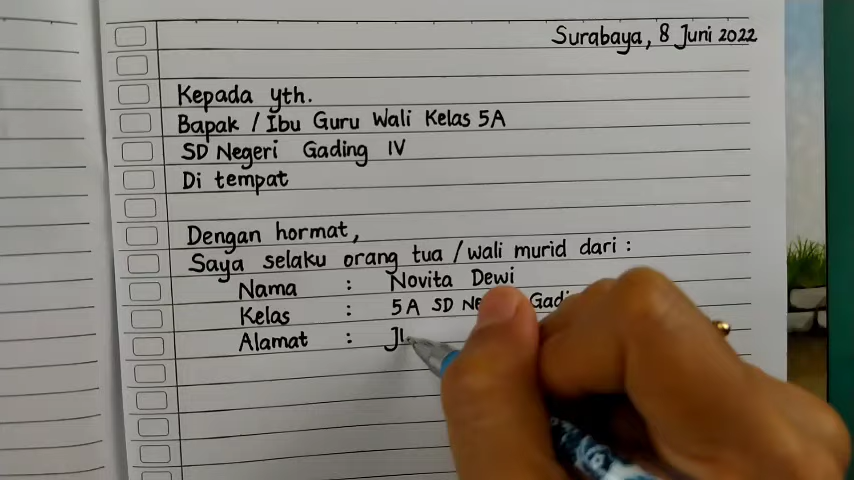 Surabaya, 8 Juni 2022
Kepada yth.
Bapak / Ibu Guru Wali Kelas 5A
SD Negeri Gading IV
Di tempat
Dengan hormat,
Saya selaku orang tua / wali murid dari :
Nama : Novita Dewi
Kelas : 5A SD
Alamat : Jl.